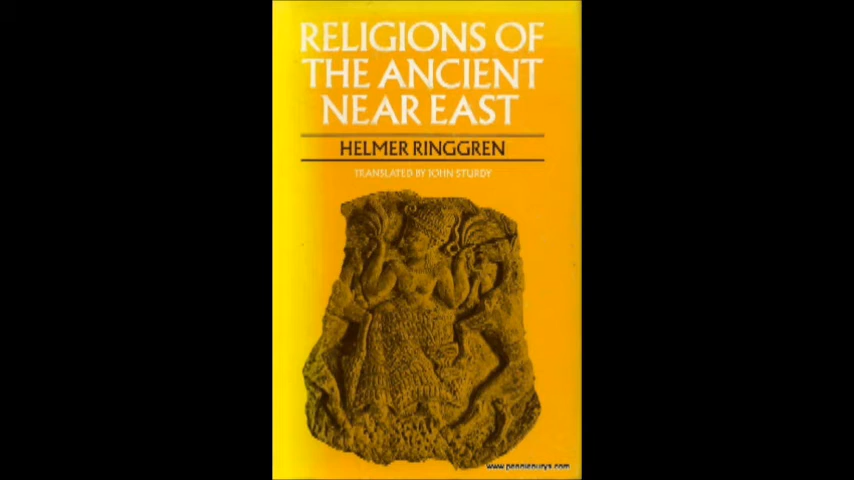 RELIGIONS OF
THE ANCIENT
NEAR EAST
HELMER RINGGREN
TRANSLATED BY JOHN STURDY